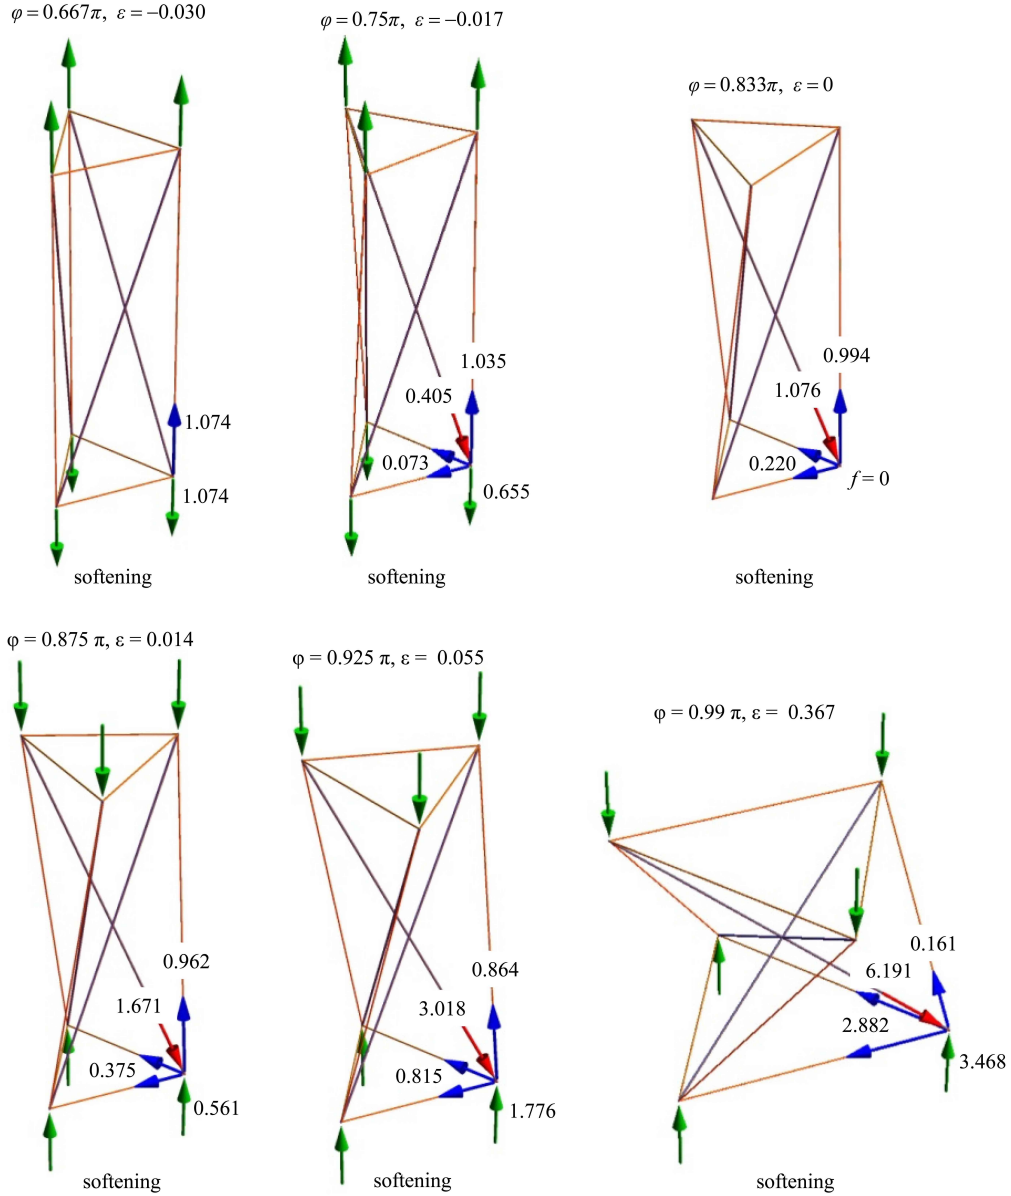 φ = 0.667π, ε = −0.030
1.074
1.074
softening
φ = 0.75π, ε = −0.017
1.035
0.405
0.073
0.655
softening
φ = 0.833π, ε = 0
0.994
1.076
0.220
f = 0
softening
φ = 0.875 π, ε = 0.014
0.962
1.671
0.375
0.561
softening
φ = 0.925 π, ε = 0.055
0.864
3.018
0.815
1.776
softening
φ = 0.99 π, ε = 0.367
0.161
6.191
2.882
3.468
softening